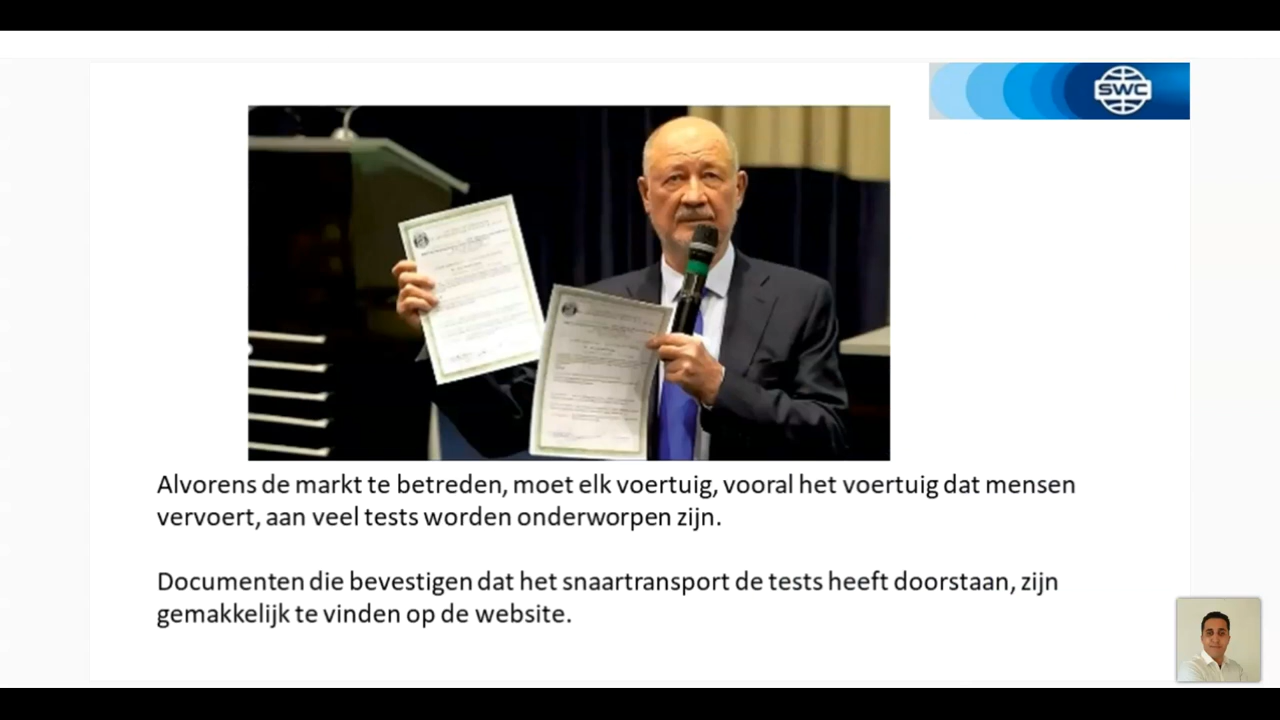 SWC
Alvorens de markt te betreden, moet elk voertuig, vooral het voertuig dat mensen
vervoert, aan veel tests worden onderworpen zijn.
Documenten die bevestigen dat het snaartransport de tests heeft doorstaan, zijn
gemakkelijk te vinden op de website.